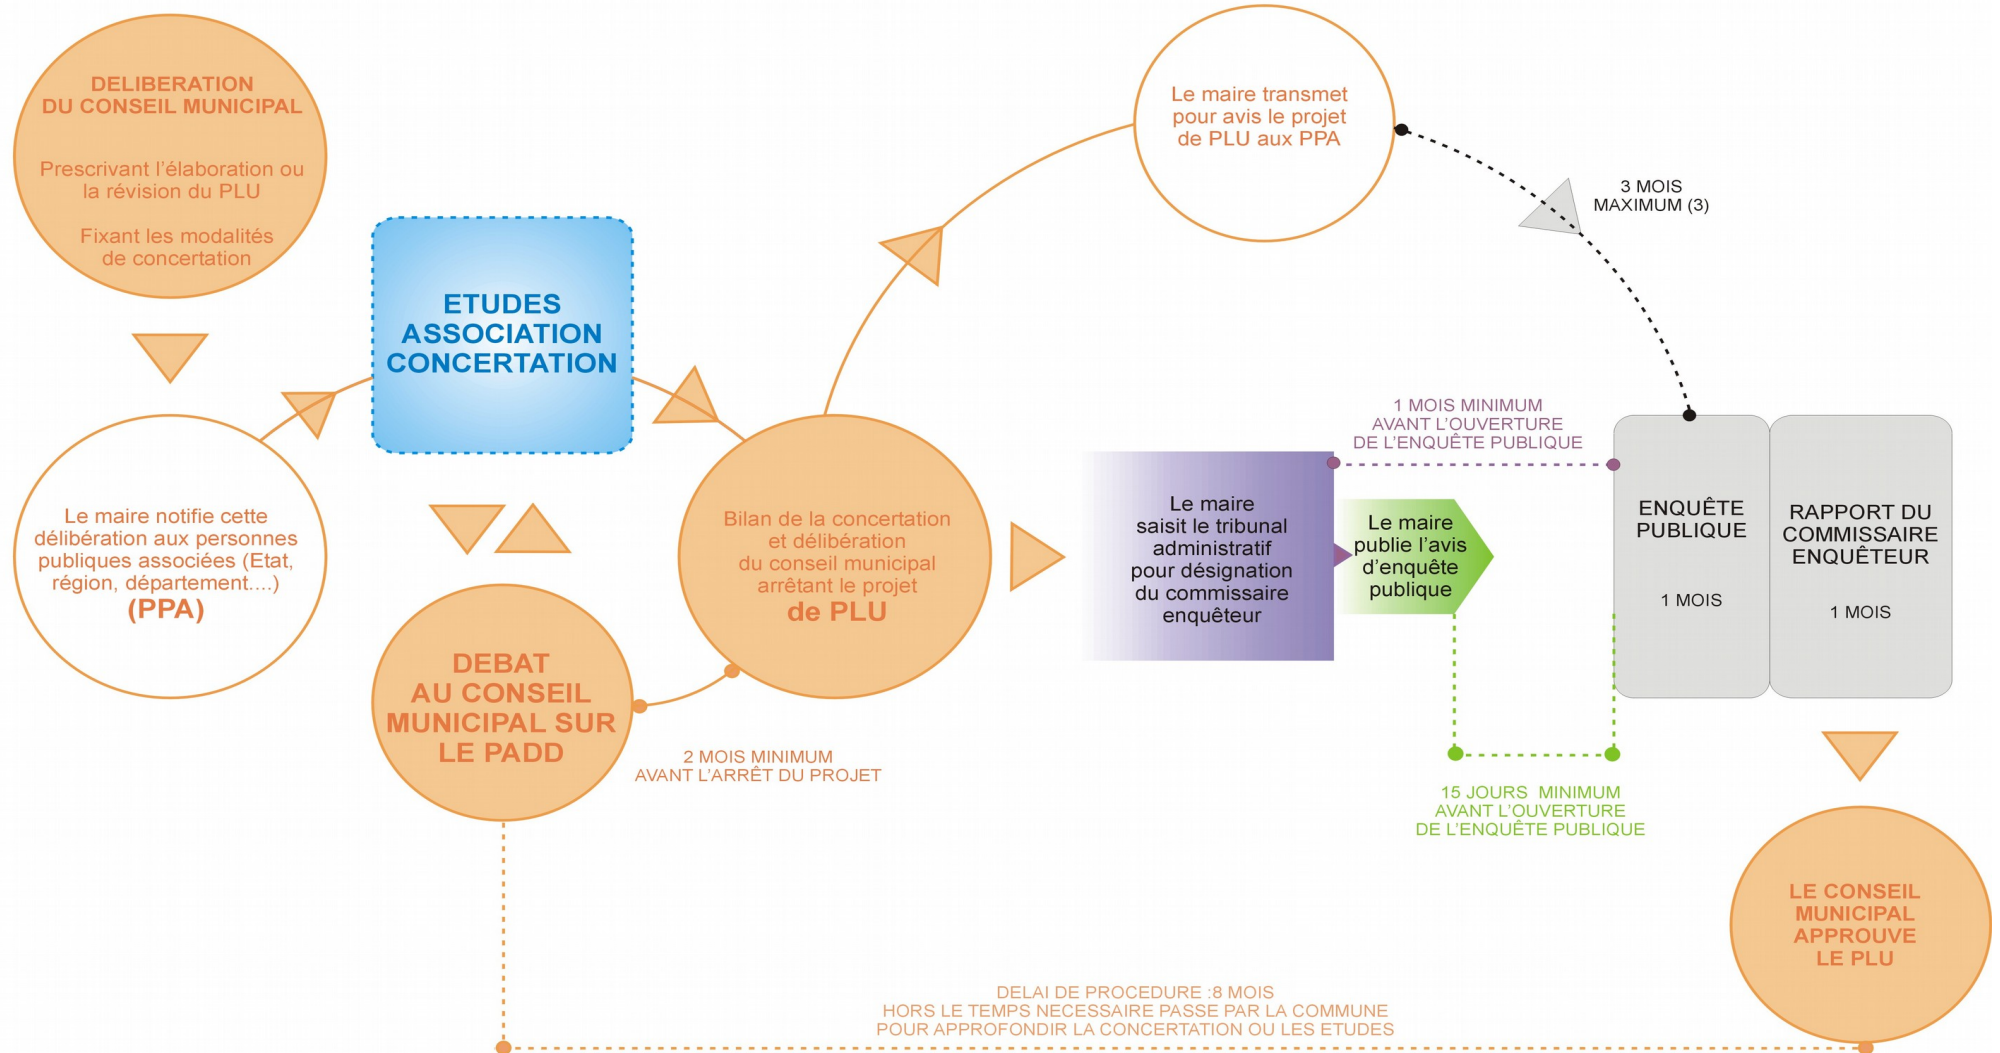 DELIBERATION
DU CONSEIL MUNICIPAL
Prescrivant l'élaboration ou
la révision du PLU
Fixant les modalités
de concertation
Le maire notifie cette
délibération aux personnes
publiques associées (Etat,
région, département....)
(PPA)
ETUDES
ASSOCIATION
CONCERTATION
DEBAT
AU CONSEIL
MUNICIPAL SUR
LE PADD
2 MOIS MINIMUM
AVANT L'ARRÊT DU PROJET
Bilan de la concertation
et délibération
du conseil municipal
arrêtant le projet
de PLU
Le maire transmet
pour avis le projet
de PLU aux PPA
3 MOIS
MAXIMUM (3)
Le maire
saisit le tribunal
administratif
pour désignation
du commissaire
enquêteur
1 MOIS MINIMUM
AVANT L'OUVERTURE
DE L'ENQUÊTE PUBLIQUE
Le maire
publie l'avis
d'enquête
publique
15 JOURS MINIMUM
AVANT L'OUVERTURE
DE L'ENQUÊTE PUBLIQUE
ENQUÊTE
PUBLIQUE
1 MOIS
RAPPORT DU
COMMISSAIRE
ENQUÊTEUR
1 MOIS
LE CONSEIL
MUNICIPAL
APPROUVE
LE PLU
DELAI DE PROCEDURE :8 MOIS
HORS LE TEMPS NECESSAIRE PASSE PAR LA COMMUNE
POUR APPROFONDIR LA CONCERTATION OU LES ETUDES